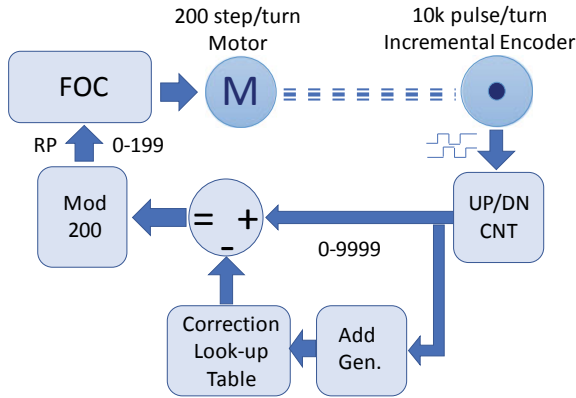 200 step/turn
Motor
10k pulse/turn
Incremental Encoder
FOC
M
RP
0-199
Mod
200
= +
-
UP/DN
CNT
0-9999
Correction
Look-up
Table
Add
Gen.